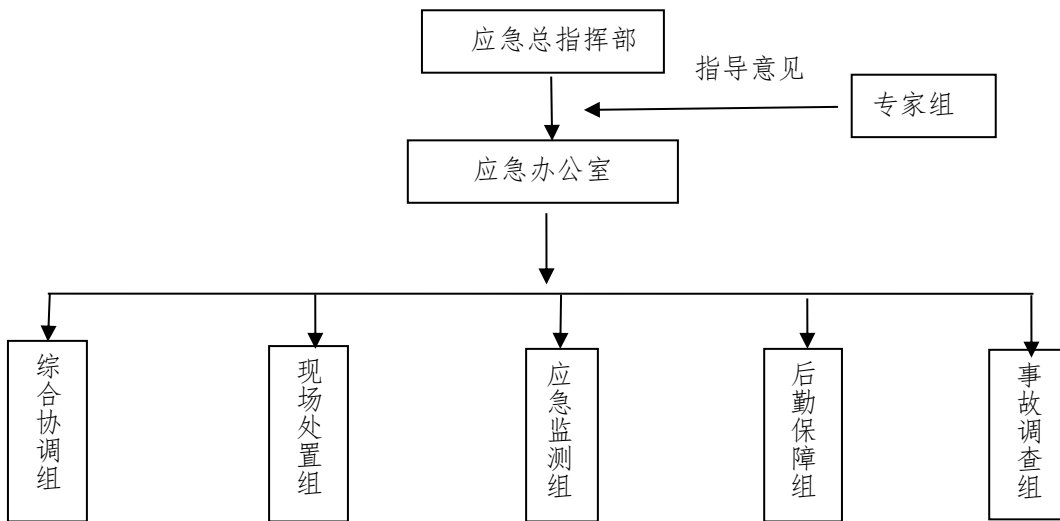 应急总指挥部
指导意见
专家组
应急办公室
综合协调组
现场处置组
应急监测组
后勤保障组
事故调查组